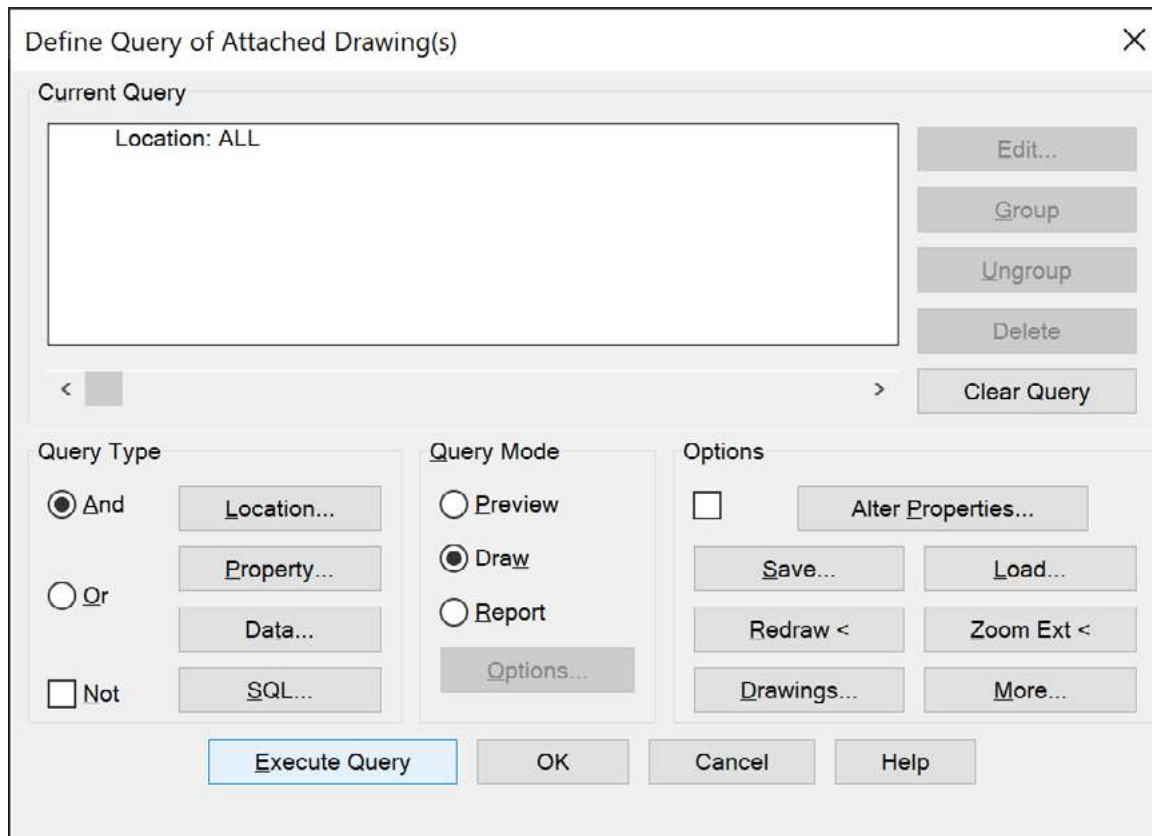 Define Query of Attached Drawing(s)
Current Query
Location: ALL
Edit...
Group
Ungroup
Delete
Clear Query
Query Type
And
Location...
Property...
Or
Data...
Not
SQL...
Query Mode
Preview
Draw
Report
Options...
Options
Alter Properties...
Save... Load...
Redraw < Zoom Ext <
Drawings... More...
Execute Query OK Cancel Help